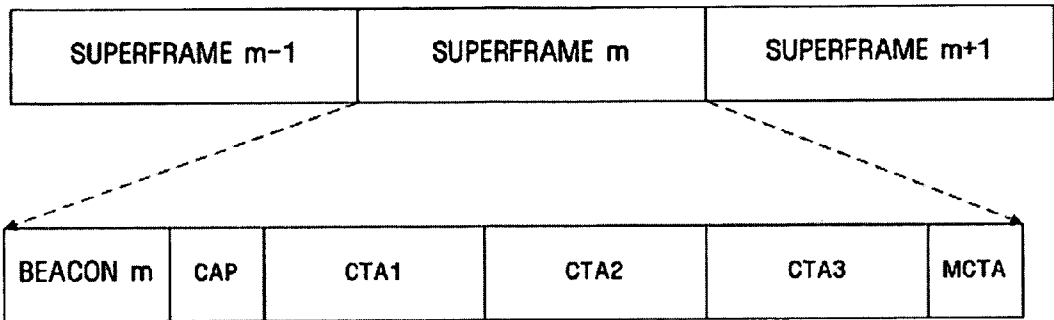 SUPERFRAME m-1 SUPERFRAME m SUPERFRAME m+1
BEACON m CAP CTA1 CTA2 CTA3 MCTA